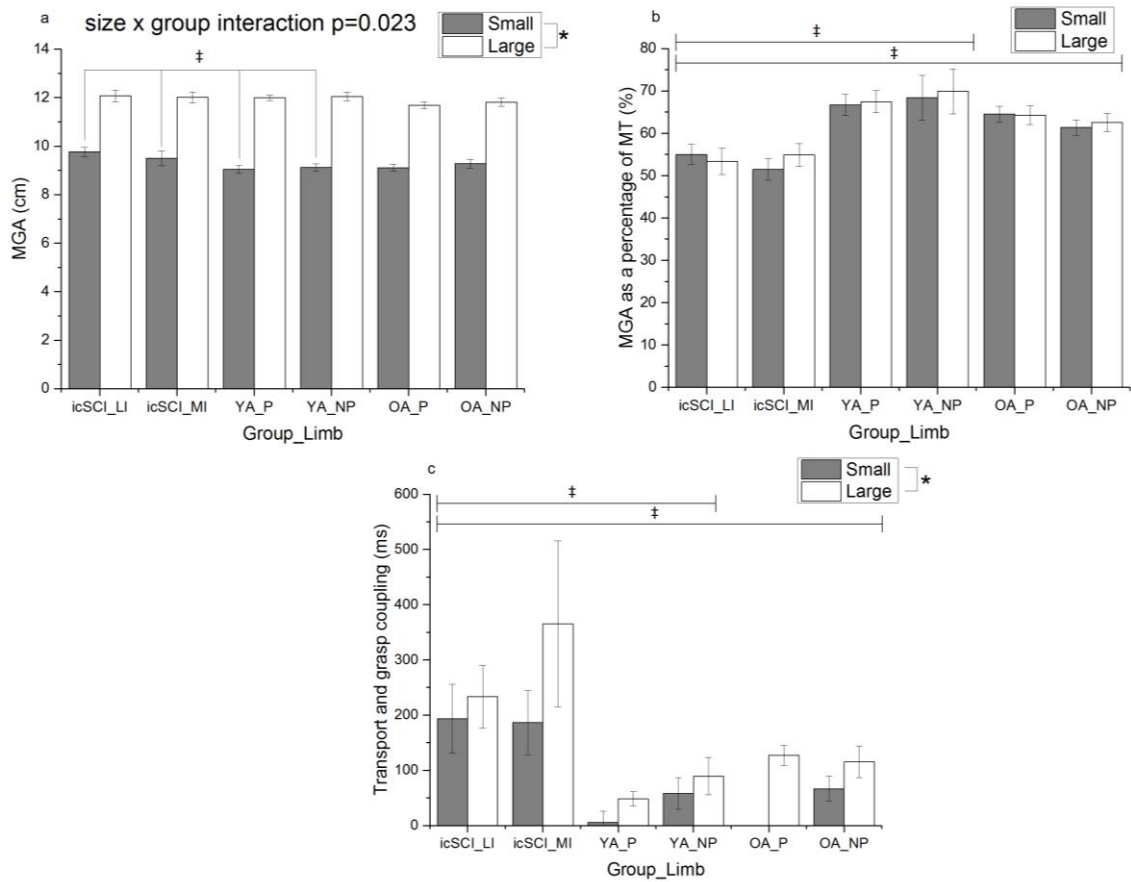 a
size x group interaction p=0.023
Small
Large
*
‡
MGA (cm)
14
12
10
8
6
4
2
0
icSCI_LI icSCI_MI YA_P YA_NP OA_P OA_NP
Group_Limb
b
Small
Large
‡
‡
MGA as a percentage of MT (%)
80
70
60
50
40
30
20
10
0
icSCI_LI icSCI_MI YA_P YA_NP OA_P OA_NP
Group_Limb
c
Small
Large
*
‡
‡
Transport and grasp coupling (ms)
600
500
400
300
200
100
0
icSCI_LI icSCI_MI YA_P YA_NP OA_P OA_NP
Group_Limb